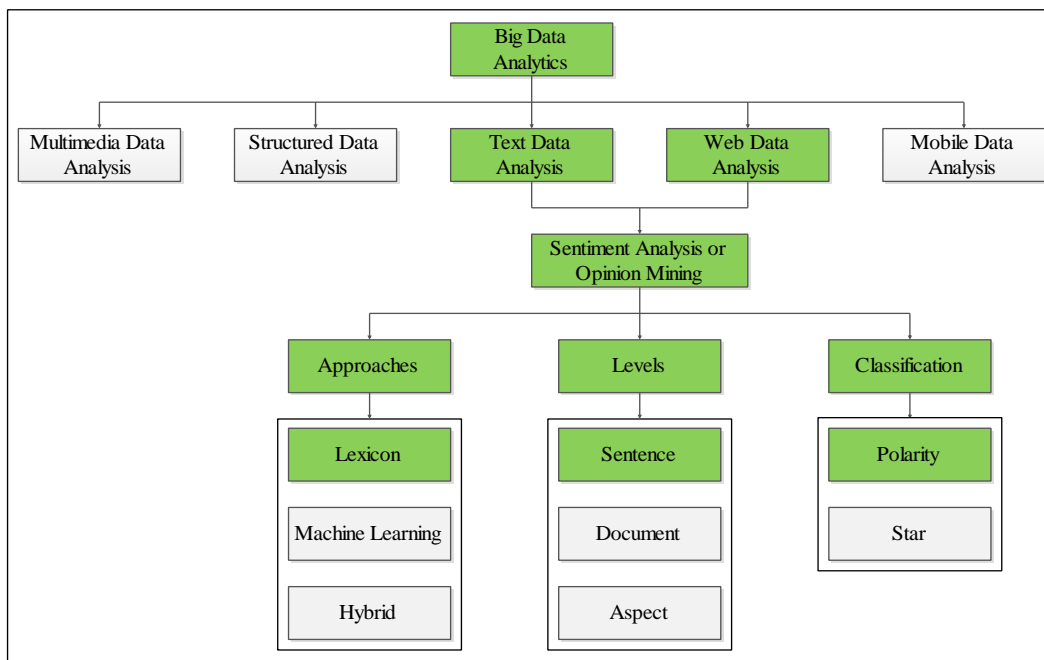 Big Data
Analytics
Multimedia Data
Analysis
Structured Data
Analysis
Text Data
Analysis
Web Data
Analysis
Mobile Data
Analysis
Sentiment Analysis or
Opinion Mining
Approaches
Levels
Classification
Lexicon
Sentence
Polarity
Machine Learning
Document
Star
Hybrid
Aspect